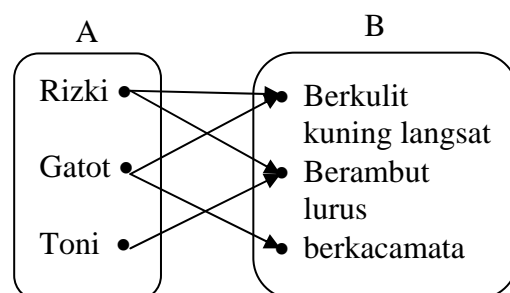 A
B
Rizki
Gatot
Toni
Berkulit
kuning langsat
Berambut
lurus
berkacamata